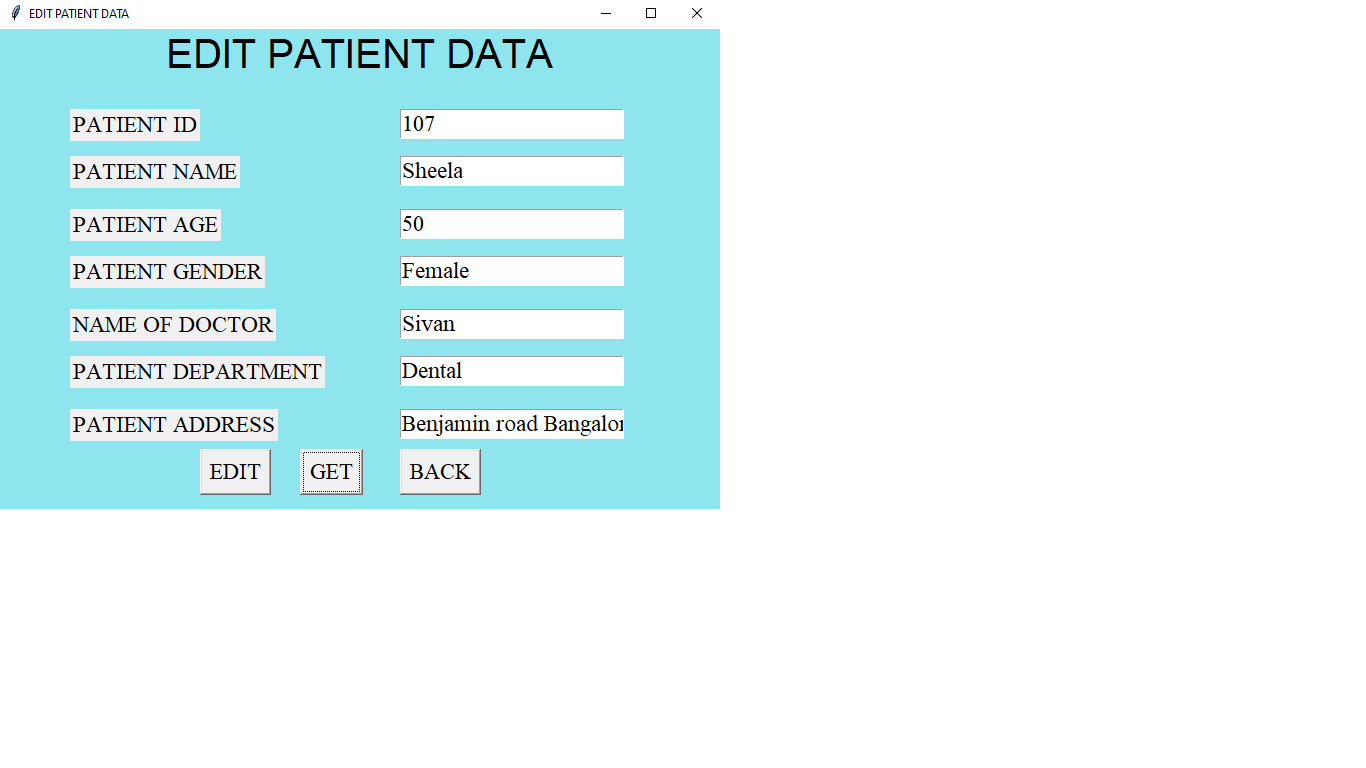 EDIT PATIENT DATA
EDIT PATIENT DATA
PATIENT ID 107
PATIENT NAME Sheela
PATIENT AGE 50
PATIENT GENDER Female
NAME OF DOCTOR Sivan
PATIENT DEPARTMENT Dental
PATIENT ADDRESS Benjamin road Bangalor
EDIT GET BACK